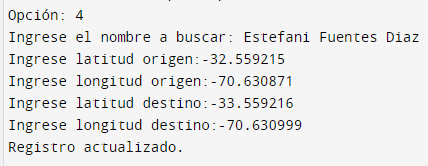 Opción: 4
Ingrese el nombre a buscar: Estefani Fuentes Diaz
Ingrese latitud origen:-32.559215
Ingrese longitud origen:-70.630871
Ingrese latitud destino:-33.559216
Ingrese longitud destino:-70.630999
Registro actualizado.